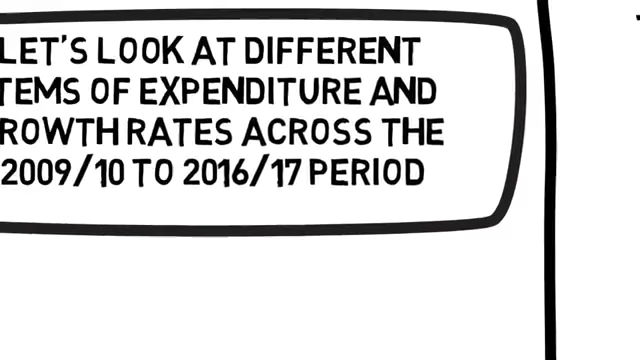 LET'S LOOK AT DIFFERENT
TEMS OF EXPENDITURE AND
ROWTH RATES ACROSS THE
2009/10 TO 2016/17 PERIOD